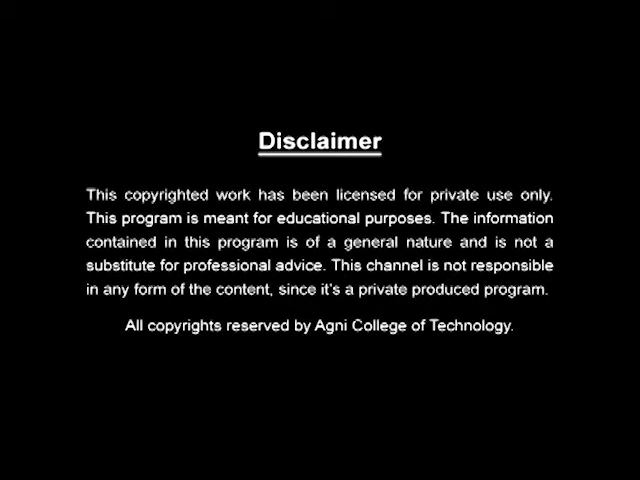 Disclaimer
This copyrighted work has been licensed for private use only.
This program is meant for educational purposes. The information
contained in this program is of a general nature and is not a
substitute for professional advice. This channel is not responsible
in any form of the content, since it's a private produced program.
All copyrights reserved by Agni College of Technology.